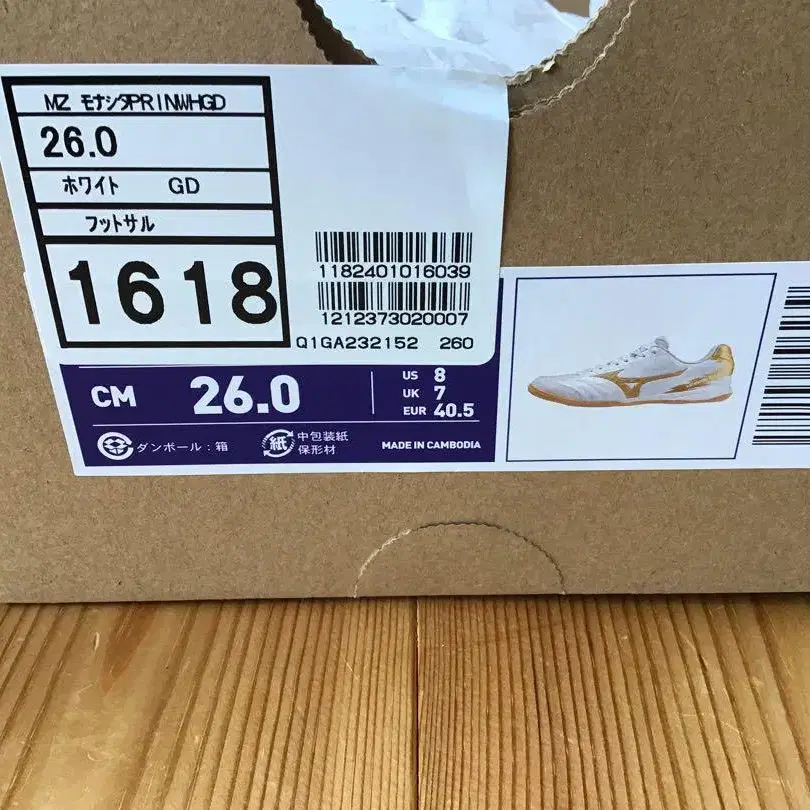 MZ モナシタPRINWHGD
26.0
ホワイト GD
フットサル
1618
1182401016039
1212373020007
Q1GA232152 260
CM 26.0
US 8
UK 7
EUR 40.5
ダンボール：箱
紙
中包装紙
保形材
MADE IN CAMBODIA